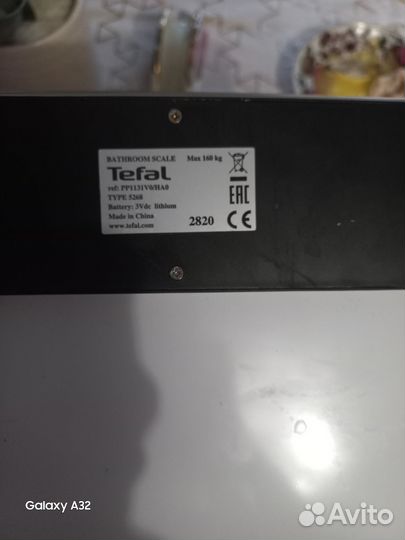 BATHROOM SCALE Max 160 kg
Tefal
ref: PP1131V0/HA0
TYPE 5268
Battery: 3Vdc lithium
Made in China
www.tefal.com 2820 CE
EAC
Galaxy A32
Avito